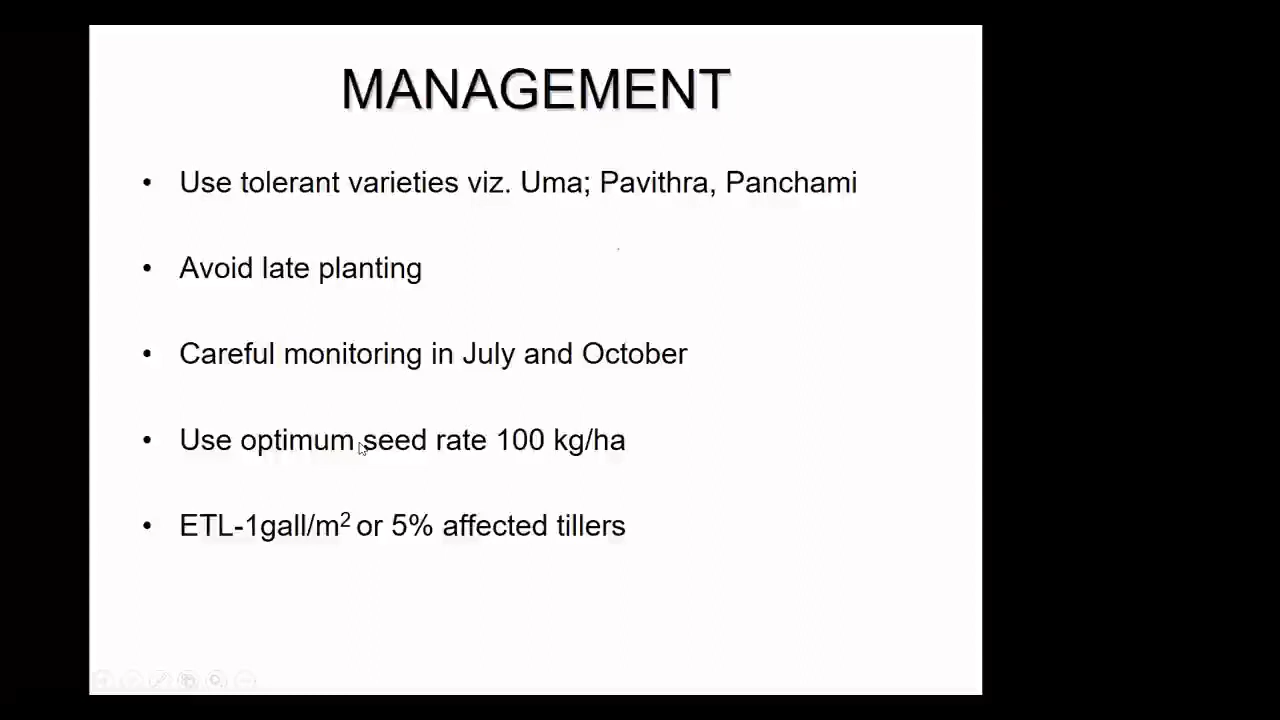 MANAGEMENT
• Use tolerant varieties viz. Uma; Pavithra, Panchami
• Avoid late planting
• Careful monitoring in July and October
• Use optimum seed rate 100 kg/ha
• ETL-1gall/m² or 5% affected tillers